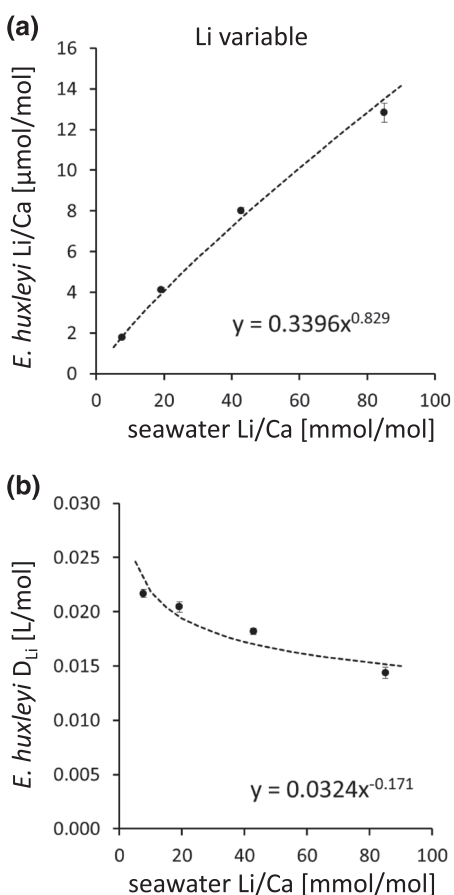 (a)
Li variable
E. huxleyi Li/Ca [µmol/mol]
16
14
12
10
8
6
4
2
0
y = 0.3396x^0.829
0 20 40 60 80 100
seawater Li/Ca [mmol/mol]
(b)
E. huxleyi D_Li [L/mol]
0.030
0.025
0.020
0.015
0.010
0.005
0.000
y = 0.0324x^-0.171
0 20 40 60 80 100
seawater Li/Ca [mm/mol]